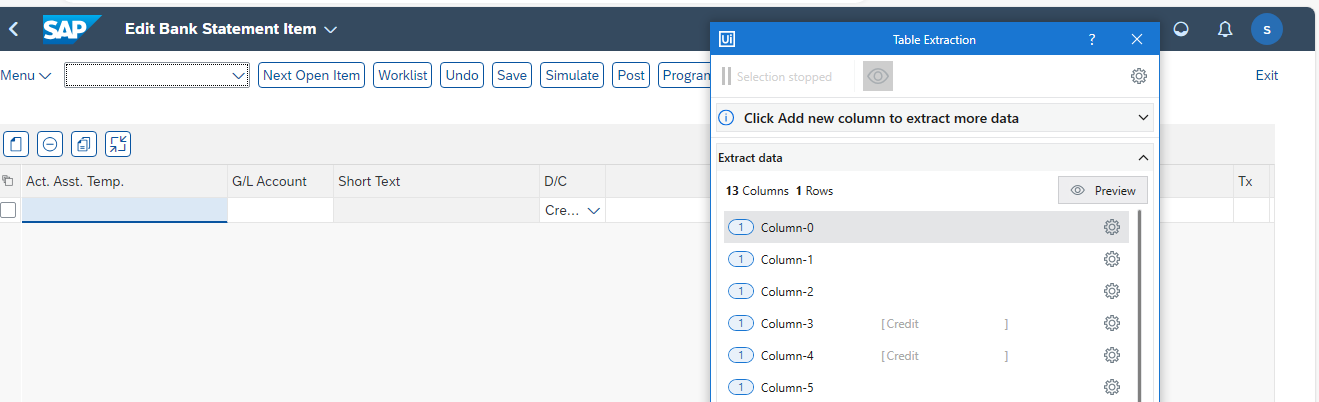 SAP Edit Bank Statement Item
S
Menu
Next Open Item Worklist Undo Save Simulate Post Program
Exit
Act. Asst. Temp. G/L Account Short Text D/C Tx
Cre...
Ui Table Extraction ? 
Selection stopped
i Click Add new column to extract more data
Extract data
13 Columns 1 Rows Preview
1 Column-0
1 Column-1
1 Column-2
1 Column-3 [Credit ]
1 Column-4 [Credit ]
1 Column-5